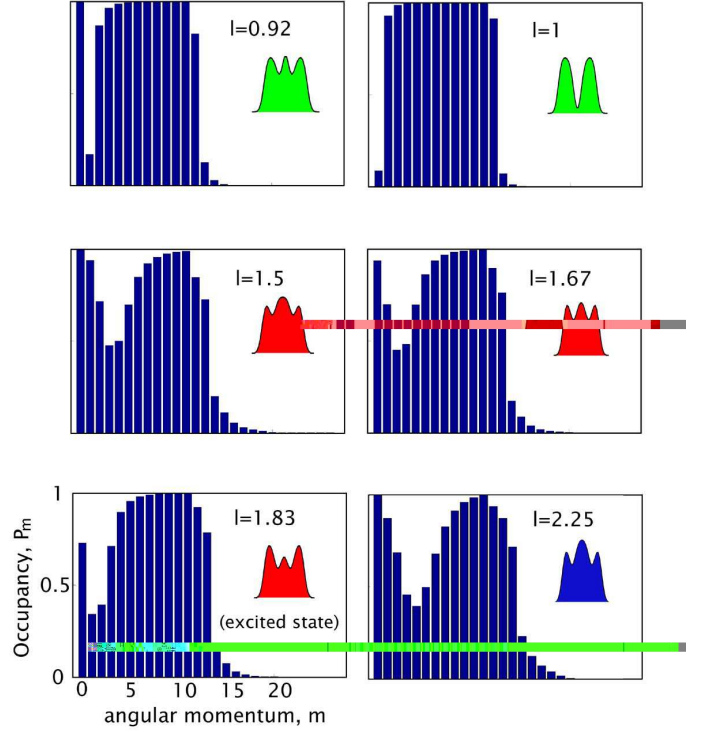 l=0.92
l=1
l=1.5
l=1.67
l=1.83
l=2.25
(excited state)
Occupancy, Pm
1
0.5
0
0 5 10 15 20
angular momentum, m